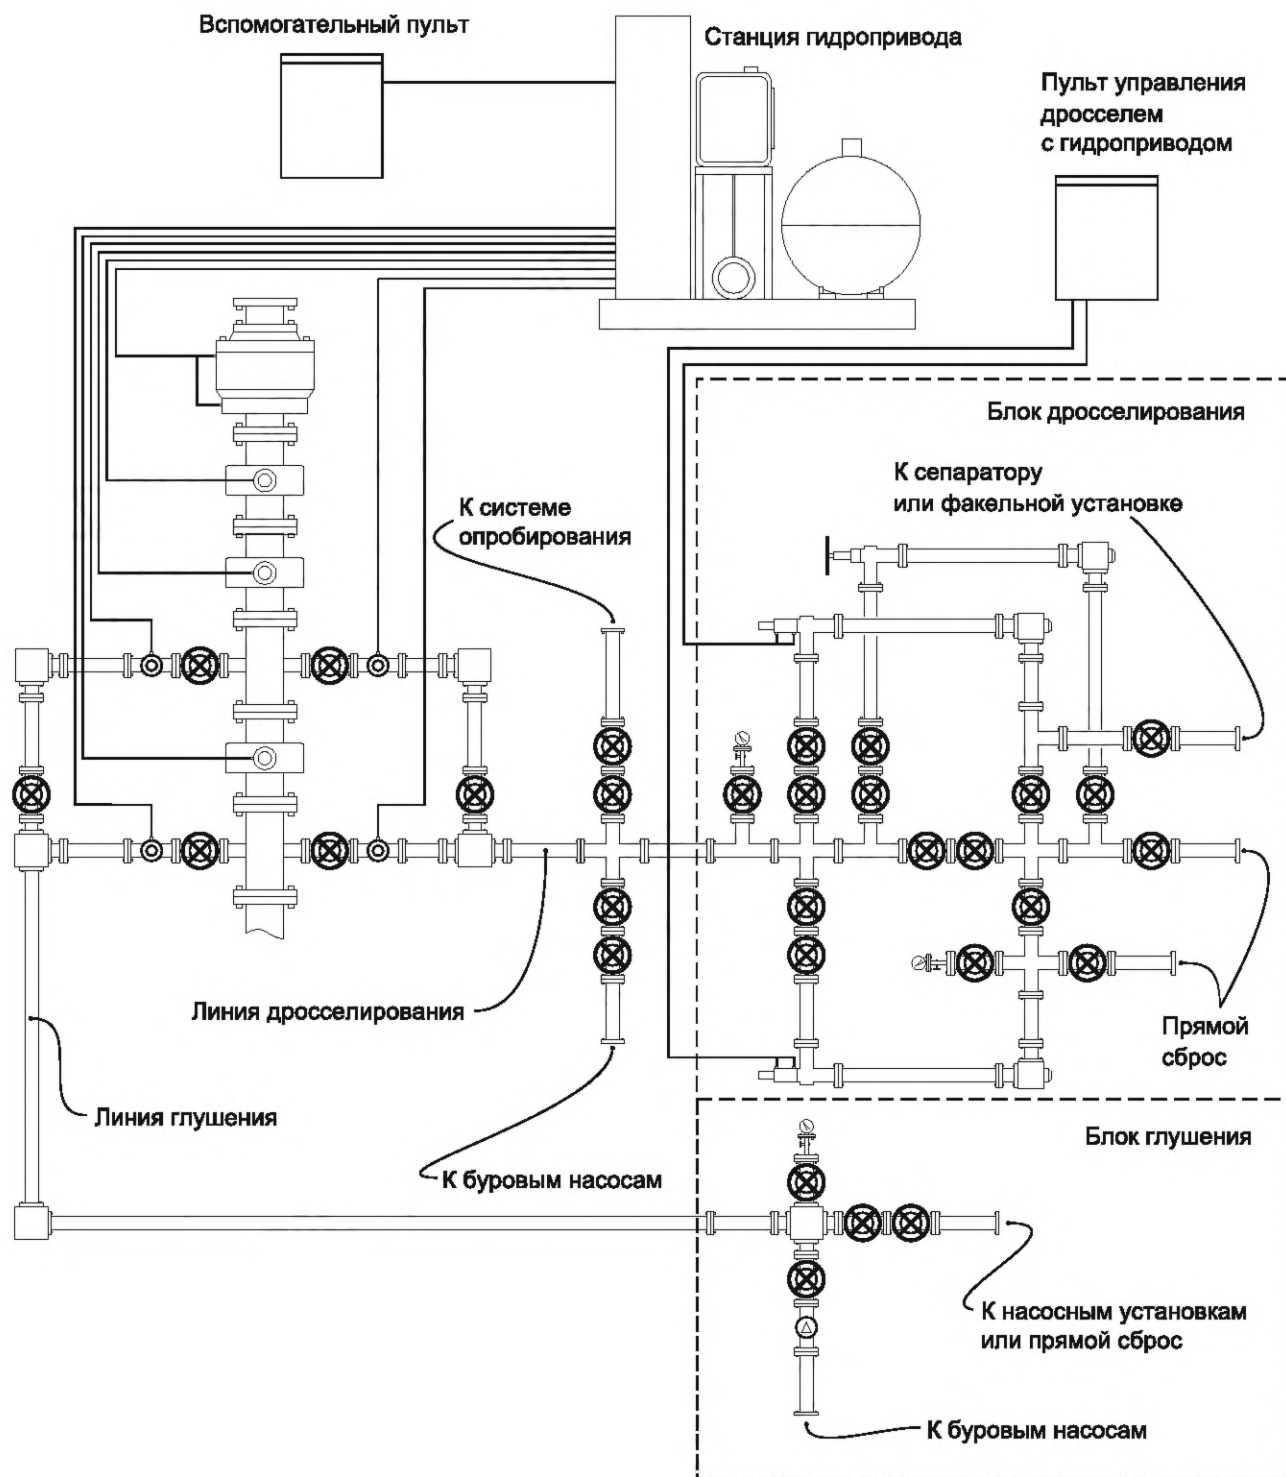 Вспомогательный пульт
Станция гидропривода
Пульт управления
дросселем
с гидроприводом
Блок дросселирования
К сепаратору
или факельной установке
К системе
опробирования
Линия дросселирования
Прямой
сброс
Линия глушения
Блок глушения
К буровым насосам
К насосным установкам
или прямой сброс
К буровым насосам